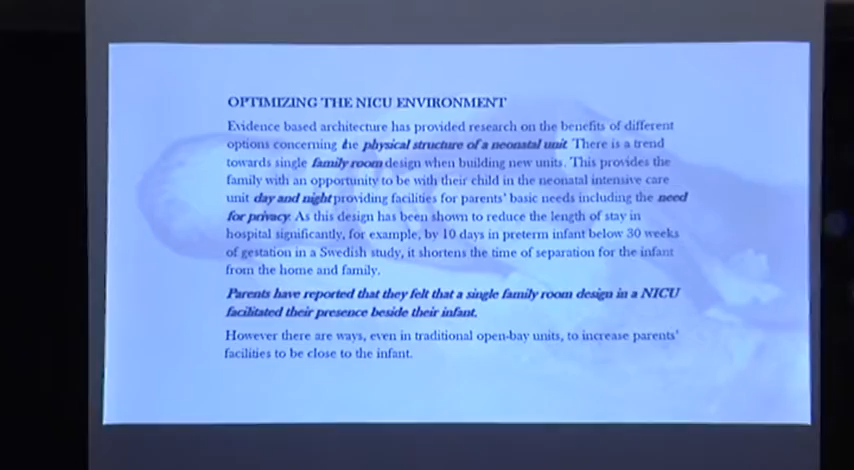 OPTIMIZING THE NICU ENVIRONMENT
Evidence based architecture has provided research on the benefits of different
options concerning the physical structure of a neonatal unit. There is a trend
towards single family room design when building new units. This provides the
family with an opportunity to be with their child in the neonatal intensive care
unit day and night providing facilities for parents' basic needs including the need
for privacy. As this design has been shown to reduce the length of stay in
hospital significantly, for example, by 10 days in preterm infant below 30 weeks
of gestation in a Swedish study, it shortens the time of separation for the infant
from the home and family.
Parents have reported that they felt that a single family room design in a NICU
facilitated their presence beside their infant.
However there are ways, even in traditional open-bay units, to increase parents'
facilities to be close to the infant.